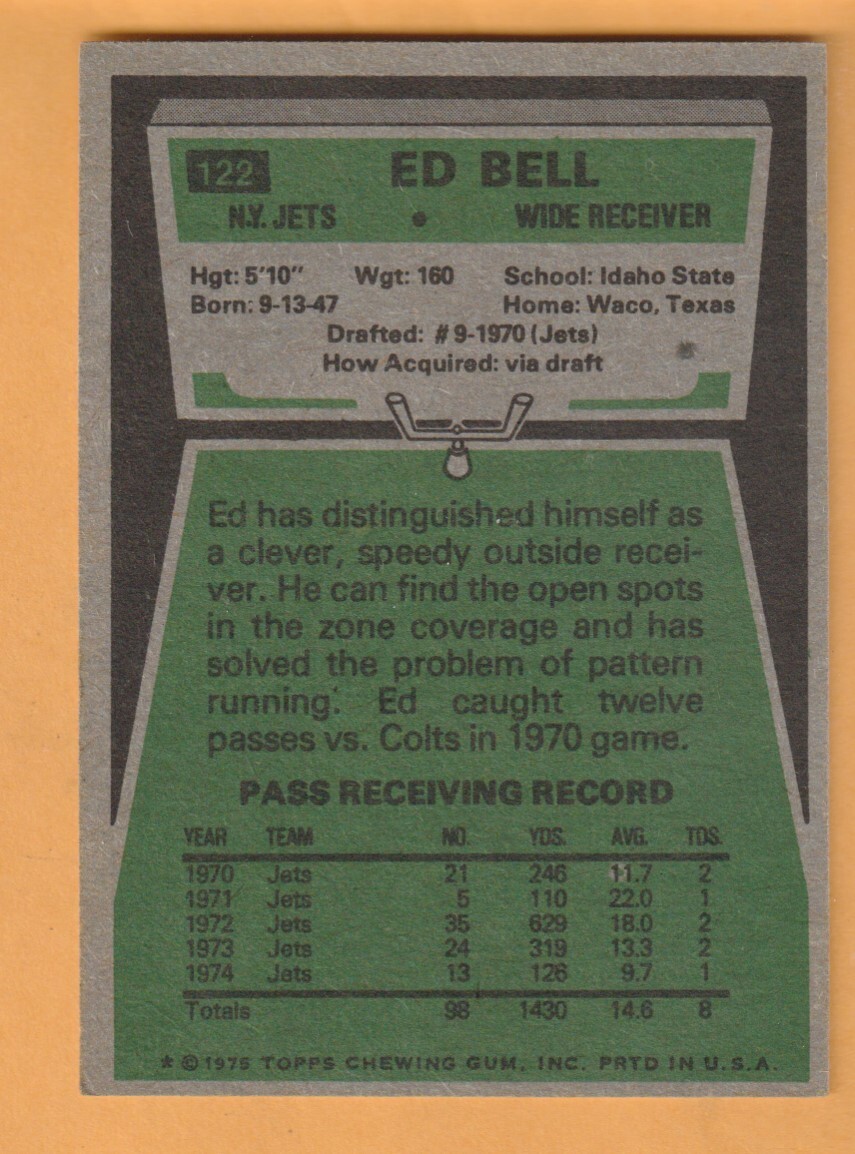 122 ED BELL
N.Y. JETS • WIDE RECEIVER
Hgt: 5'10" Wgt: 160 School: Idaho State
Born: 9-13-47 Home: Waco, Texas
Drafted: #9-1970 (Jets)
How Acquired: via draft
Ed has distinguished himself as
a clever, speedy outside recei-
ver. He can find the open spots
in the zone coverage and has
solved the problem of pattern
running. Ed caught twelve
passes vs. Colts in 1970 game.
PASS RECEIVING RECORD
YEAR TEAM NO. YDS. AVG. TDS.
1970 Jets 21 246 11.7 2
1971 Jets 5 110 22.0 1
1972 Jets 35 629 18.0 2
1973 Jets 24 319 13.3 2
1974 Jets 13 126 9.7 1
Totals 98 1430 14.6 8
* © 1975 TOPPS CHEWING GUM, INC. PRTD IN U.S.A.